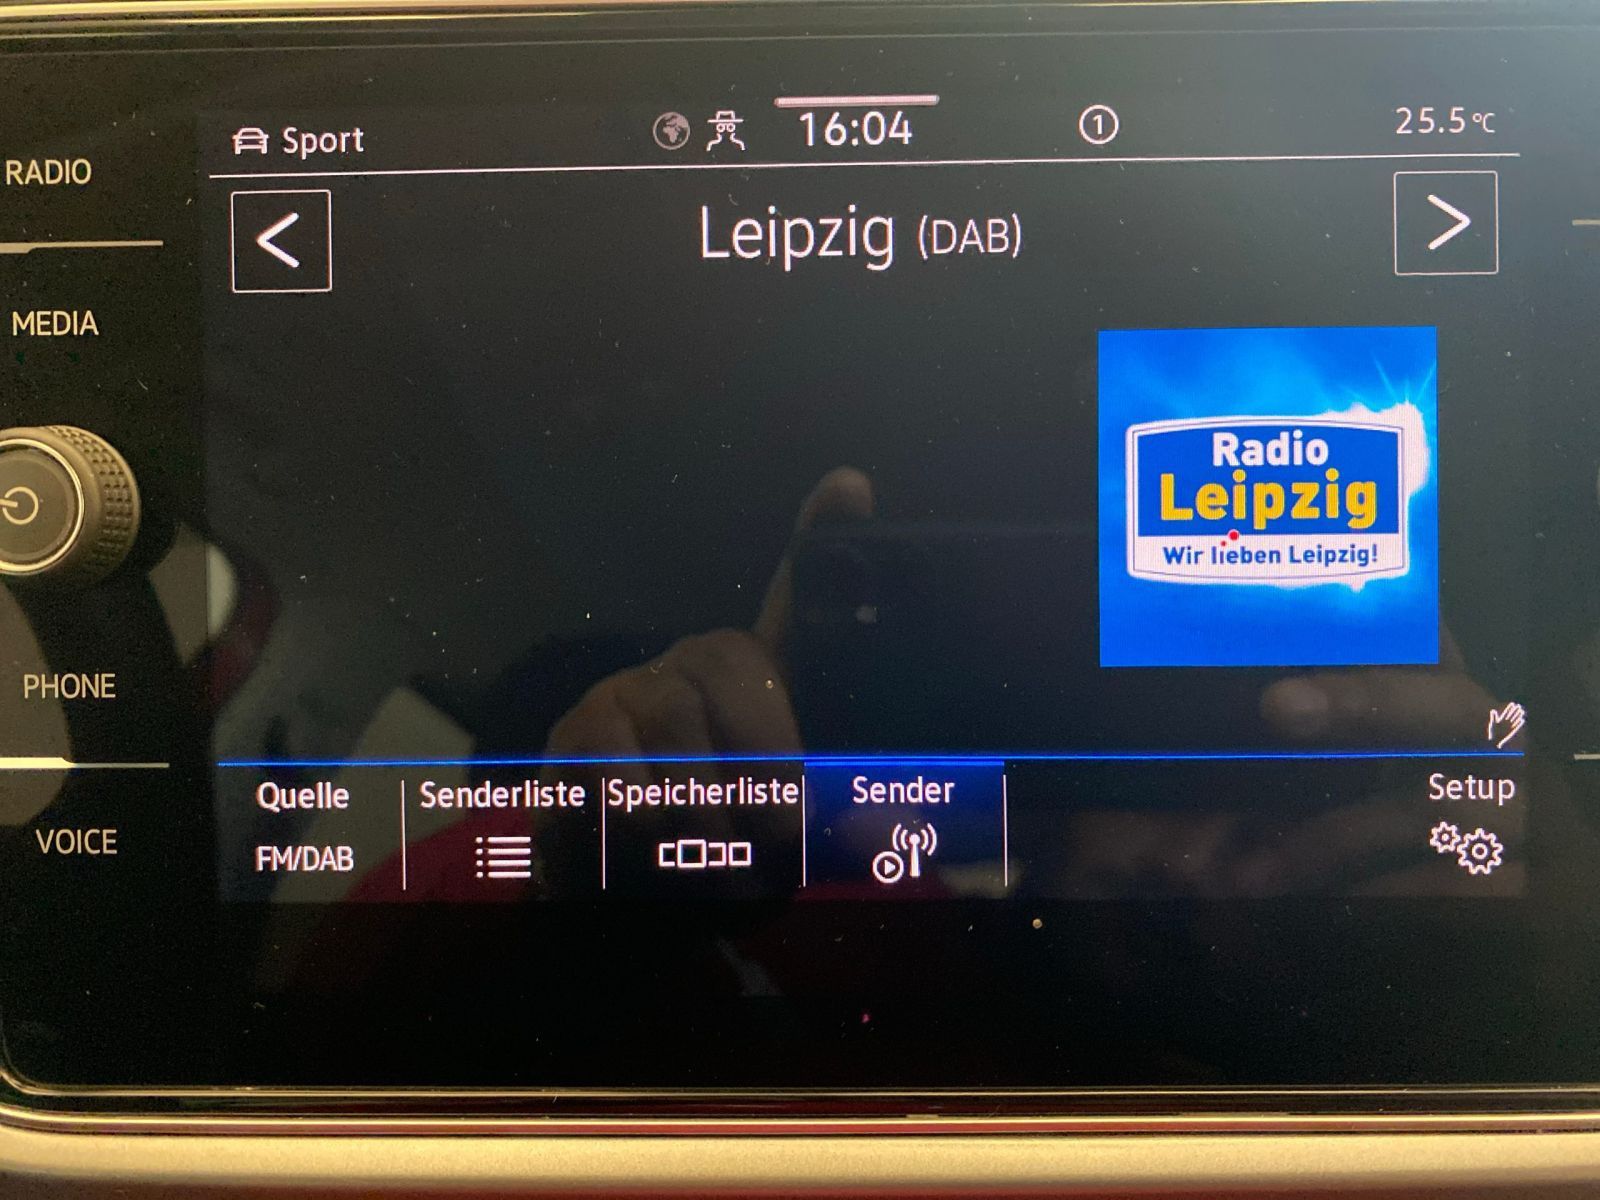 RADIO
MEDIA
PHONE
VOICE
Sport
16:04
1
25.5°C
<
Leipzig (DAB)
>
Radio
Leipzig
Wir lieben Leipzig!
Quelle
FM/DAB
Senderliste
Speicherliste
Sender
Setup